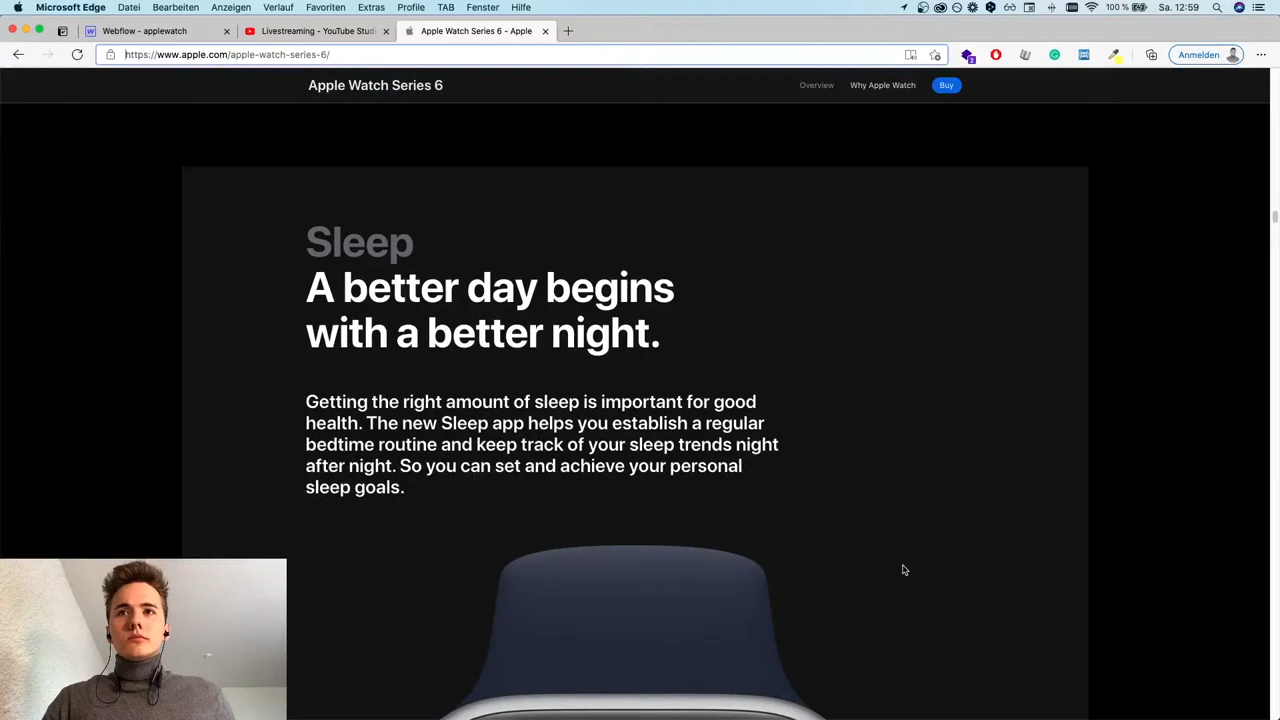 Microsoft Edge Datei Bearbeiten Anzeigen Verlauf Favoriten Extras Profile TAB Fenster Hilfe 100 % Sa. 12:59
Webflow - applewatch Livestreaming - YouTube Studi Apple Watch Series 6 - Apple
https://www.apple.com/apple-watch-series-6/ 2 Anmelden
Apple Watch Series 6 Overview Why Apple Watch Buy
Sleep
A better day begins
with a better night.
Getting the right amount of sleep is important for good
health. The new Sleep app helps you establish a regular
bedtime routine and keep track of your sleep trends night
after night. So you can set and achieve your personal
sleep goals.